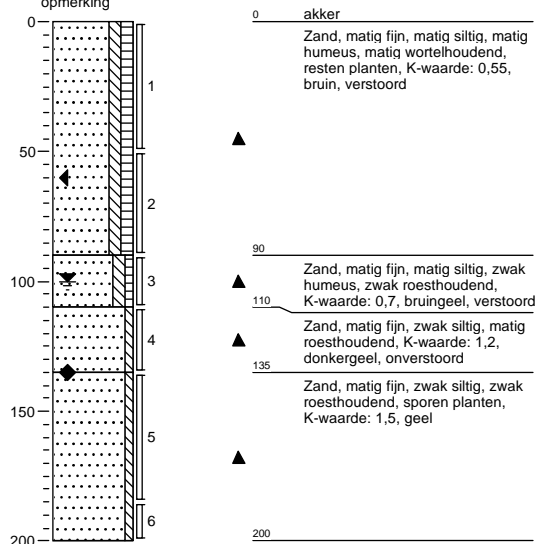 opmerking
0
50
100
150
200
1
2
3
4
5
6
0 akker
Zand, matig fijn, matig siltig, matig
humeus, matig wortelhoudend,
resten planten, K-waarde: 0,55,
bruin, verstoord
90
Zand, matig fijn, matig siltig, zwak
humeus, zwak roesthoudend,
K-waarde: 0,7, bruingeel, verstoord
110
Zand, matig fijn, zwak siltig, matig
roesthoudend, K-waarde: 1,2,
donkergeel, onverstoord
135
Zand, matig fijn, zwak siltig, zwak
roesthoudend, sporen planten,
K-waarde: 1,5, geel
200